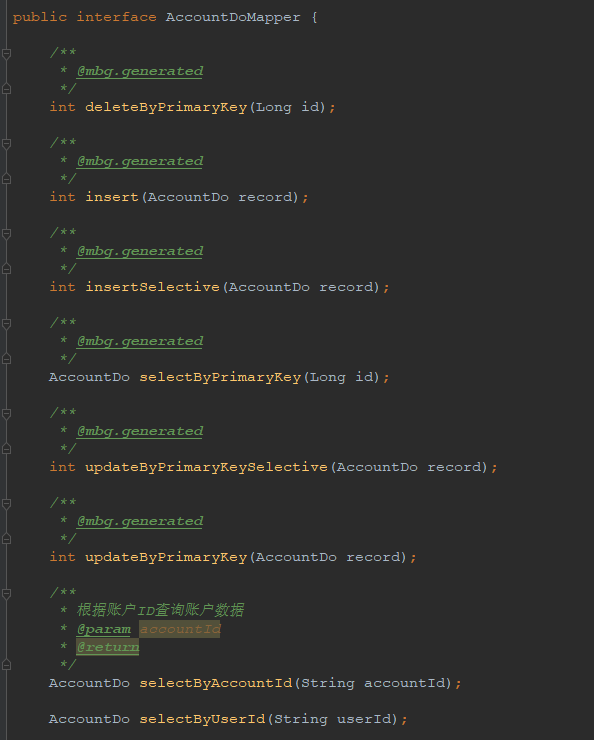 public interface AccountDoMapper {
/**
* @mbg.generated
*/
int deleteByPrimaryKey(Long id);
/**
* @mbg.generated
*/
int insert(AccountDo record);
/**
* @mbg.generated
*/
int insertSelective(AccountDo record);
/**
* @mbg.generated
*/
AccountDo selectByPrimaryKey(Long id);
/**
* @mbg.generated
*/
int updateByPrimaryKeySelective(AccountDo record);
/**
* @mbg.generated
*/
int updateByPrimaryKey(AccountDo record);
/**
* 根据账户ID查询账户数据
* @param accountId
* @return
*/
AccountDo selectByAccountId(String accountId);
AccountDo selectByUserId(String userId);